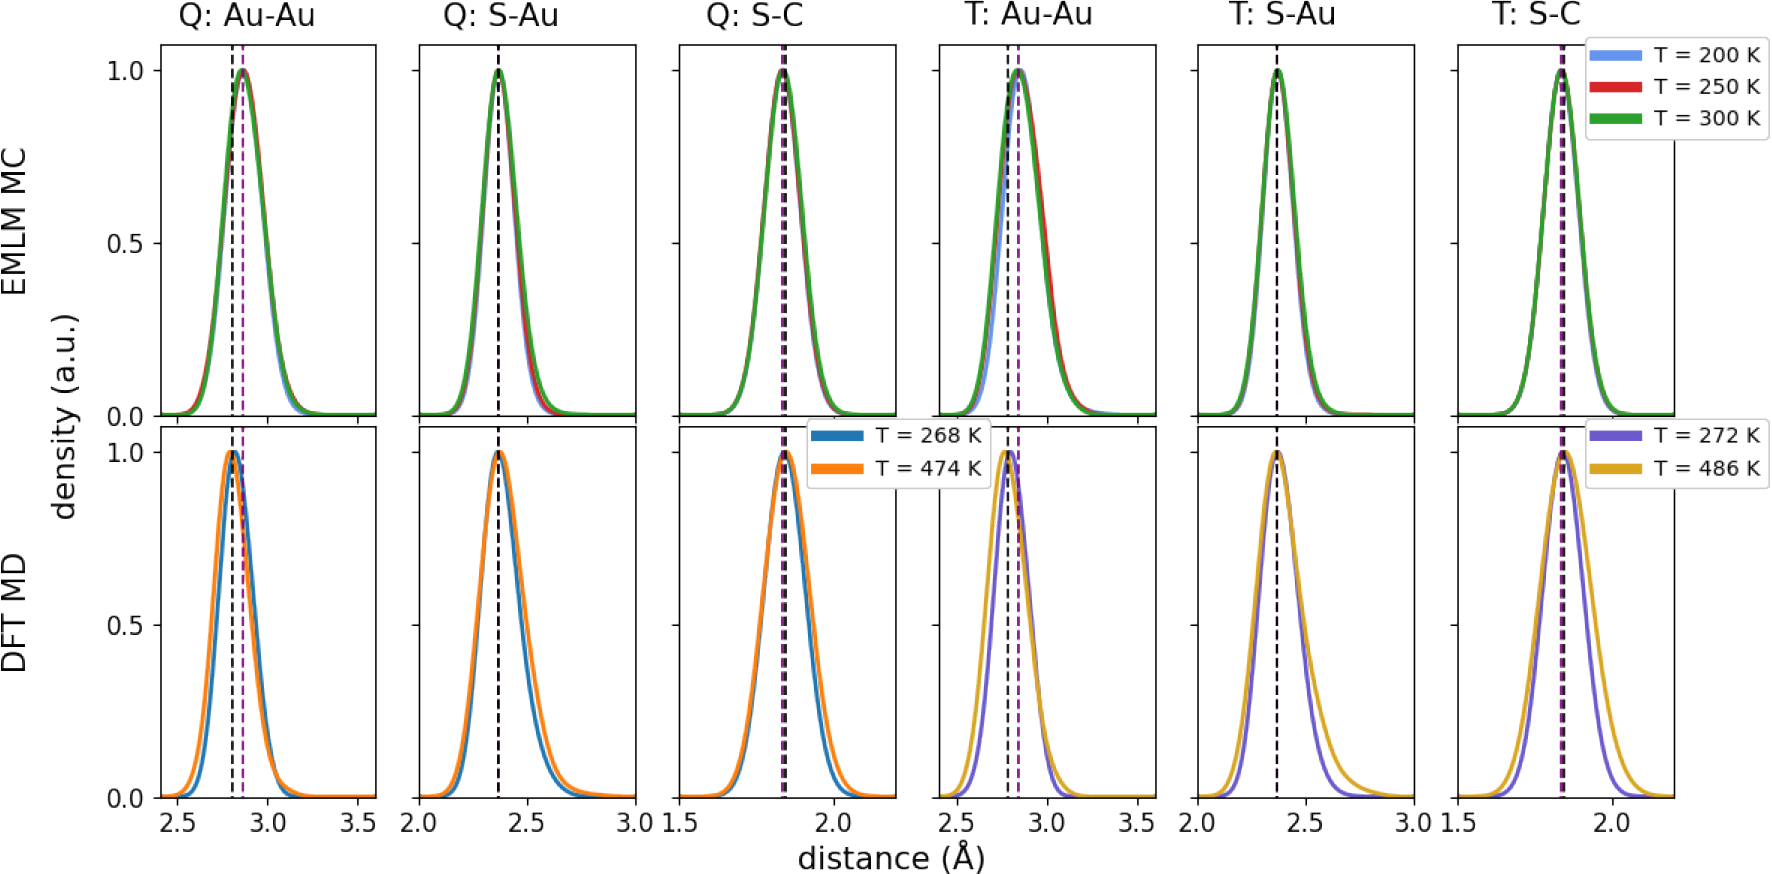 Q: Au-Au Q: S-Au Q: S-C T: Au-Au T: S-Au T: S-C
T = 200 K
T = 250 K
T = 300 K
EMLM MC
1.0
0.5
0.0
density (a.u.)
DFT MD
T = 268 K
T = 474 K
T = 272 K
T = 486 K
1.0
0.5
0.0
2.5 3.0 3.5 2.0 2.5 3.0 1.5 2.0 2.5 3.0 3.5 2.0 2.5 3.0 1.5 2.0
distance (Å)